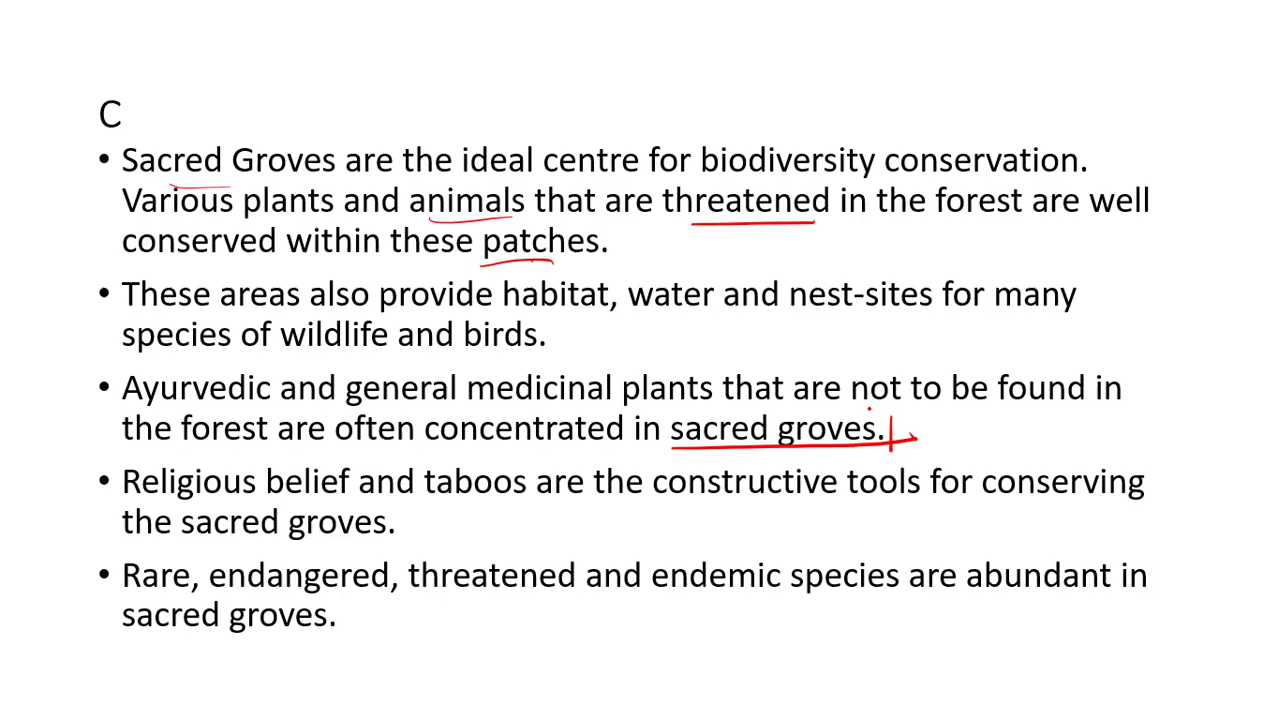 C
• Sacred Groves are the ideal centre for biodiversity conservation.
Various plants and animals that are threatened in the forest are well
conserved within these patches.
• These areas also provide habitat, water and nest-sites for many
species of wildlife and birds.
• Ayurvedic and general medicinal plants that are not to be found in
the forest are often concentrated in sacred groves.
• Religious belief and taboos are the constructive tools for conserving
the sacred groves.
• Rare, endangered, threatened and endemic species are abundant in
sacred groves.